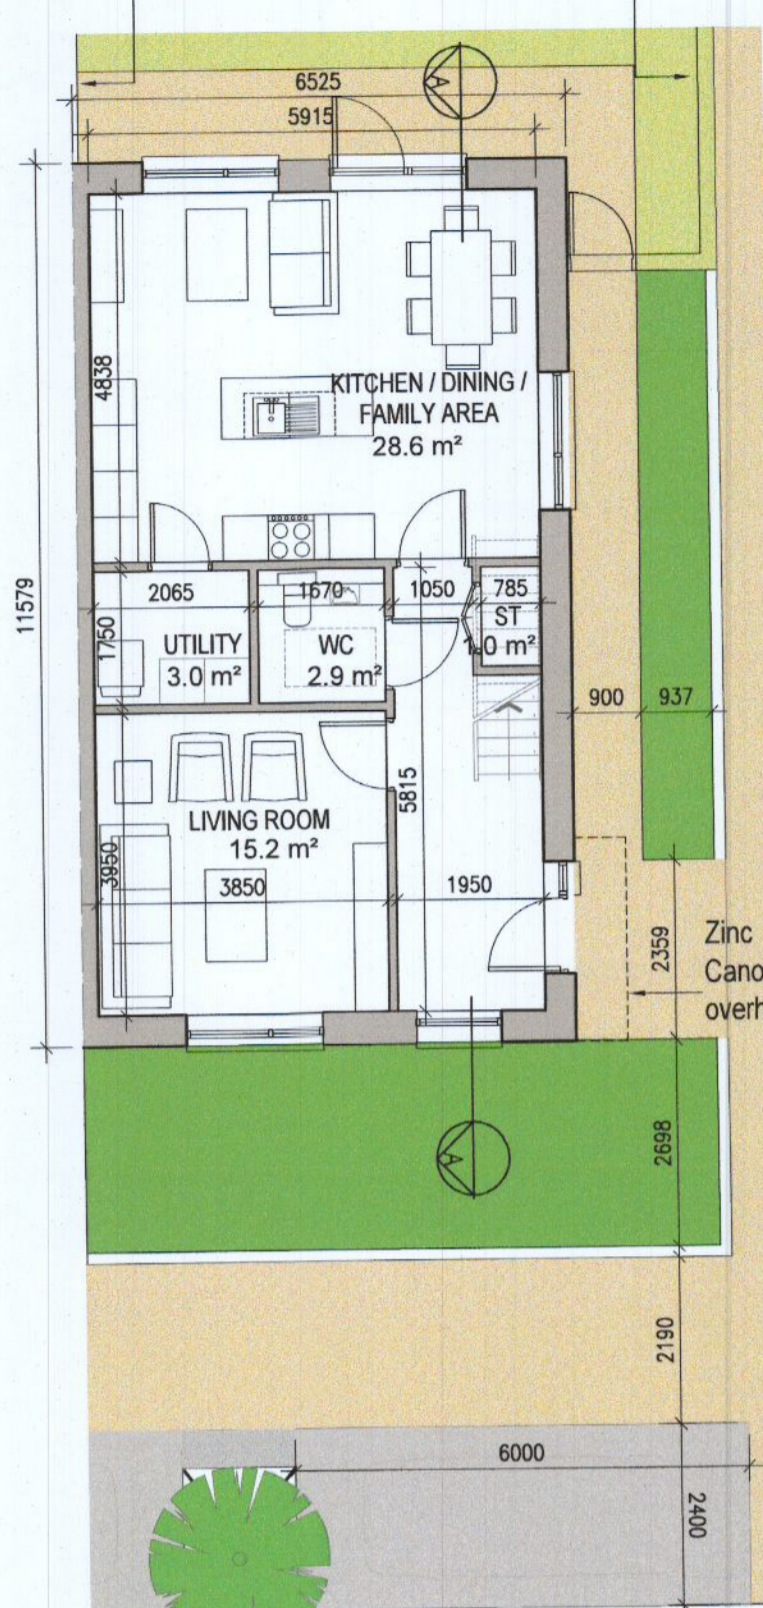 6525
A
5915
4838
KITCHEN / DINING /
FAMILY AREA
28.6 m²
11579
2065
1670
1050
785
1750
UTILITY
3.0 m²
WC
2.9 m²
ST
1.0 m²
900
937
5815
LIVING ROOM
15.2 m²
3950
3850
1950
2359
Zinc
Cano
overh
A
2698
2190
6000
2400